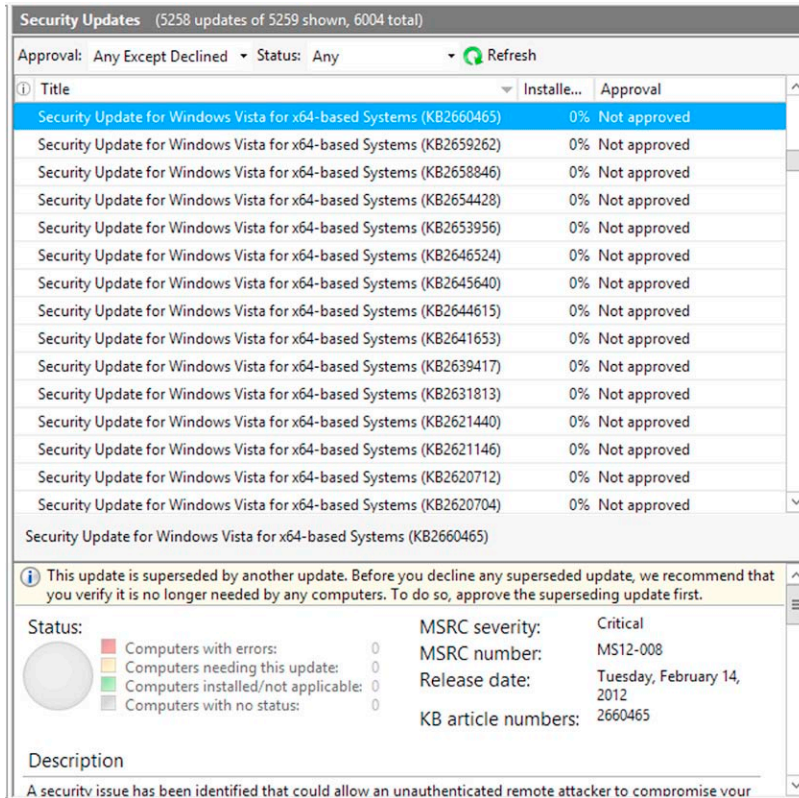 Security Updates (5258 updates of 5259 shown, 6004 total)
Approval: Any Except Declined Status: Any Refresh
Title Installe... Approval
Security Update for Windows Vista for x64-based Systems (KB2660465) 0% Not approved
Security Update for Windows Vista for x64-based Systems (KB2659262) 0% Not approved
Security Update for Windows Vista for x64-based Systems (KB2658846) 0% Not approved
Security Update for Windows Vista for x64-based Systems (KB2654428) 0% Not approved
Security Update for Windows Vista for x64-based Systems (KB2653956) 0% Not approved
Security Update for Windows Vista for x64-based Systems (KB2646524) 0% Not approved
Security Update for Windows Vista for x64-based Systems (KB2645640) 0% Not approved
Security Update for Windows Vista for x64-based Systems (KB2644615) 0% Not approved
Security Update for Windows Vista for x64-based Systems (KB2641653) 0% Not approved
Security Update for Windows Vista for x64-based Systems (KB2639417) 0% Not approved
Security Update for Windows Vista for x64-based Systems (KB2631813) 0% Not approved
Security Update for Windows Vista for x64-based Systems (KB2621440) 0% Not approved
Security Update for Windows Vista for x64-based Systems (KB2621146) 0% Not approved
Security Update for Windows Vista for x64-based Systems (KB2620712) 0% Not approved
Security Update for Windows Vista for x64-based Systems (KB2620704) 0% Not approved
Security Update for Windows Vista for x64-based Systems (KB2660465)
This update is superseded by another update. Before you decline any superseded update, we recommend that
you verify it is no longer needed by any computers. To do so, approve the superseding update first.
Status:
Computers with errors: 0
Computers needing this update: 0
Computers installed/not applicable: 0
Computers with no status: 0
MSRC severity: Critical
MSRC number: MS12-008
Release date: Tuesday, February 14,
2012
KB article numbers: 2660465
Description
A security issue has been identified that could allow an unauthenticated remote attacker to compromise your